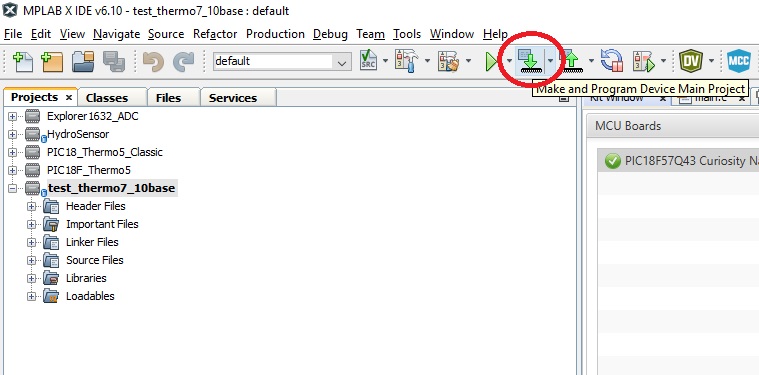 MPLAB X IDE v6.10 - test_thermo7_10base : default
File Edit View Navigate Source Refactor Production Debug Team Tools Window Help
default
SRC
DV
MCC
Make and Program Device Main Project
Projects Classes Files Services
Kit Window main.c
Explorer1632_ADC
HydroSensor
PIC18_Thermo5_Classic
PIC18F_Thermo5
test_thermo7_10base
Header Files
Important Files
Linker Files
Source Files
Libraries
Loadables
MCU Boards
PIC18F57Q43 Curiosity Na